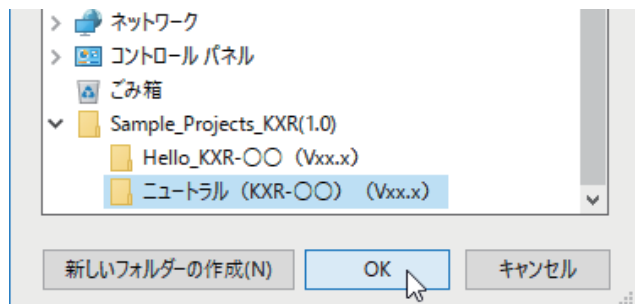 ネットワーク
コントロール パネル
ごみ箱
Sample_Projects_KXR(1.0)
Hello_KXR-〇〇（Vxx.x）
ニュートラル（KXR-〇〇）（Vxx.x）
新しいフォルダーの作成(N) OK キャンセル